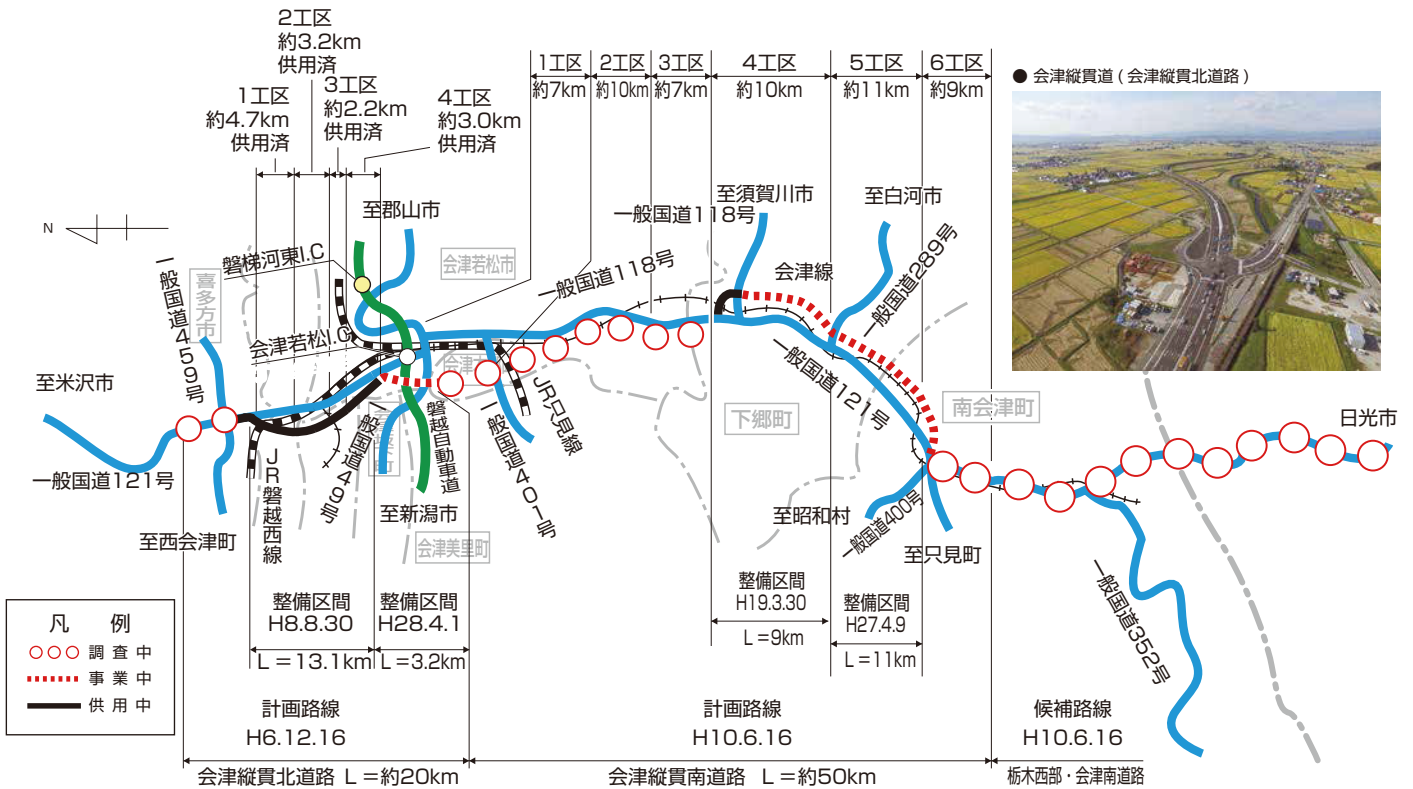 2工区
約3.2km
供用済
1工区
約4.7km
供用済
3工区
約2.2km
供用済
4工区
約3.0km
供用済
1工区
約7km
2工区
約10km
3工区
約7km
4工区
約10km
5工区
約11km
6工区
約9km
● 会津縦貫道 ( 会津縦貫北道路 )
N
至郡山市
磐梯河東I.C
会津若松市
喜多方市
一般国道459号
会津若松I.C
至米沢市
一般国道121号
至西会津町
JR磐越西線
一般国道49号
磐越自動車道
至新潟市
会津美里町
一般国道401号
JR只見線
一般国道118号
一般国道118号
至須賀川市
会津線
至白河市
一般国道289号
一般国道121号
下郷町
南会津町
日光市
至昭和村
一般国道400号
至只見町
一般国道352号
整備区間
H8.8.30
L＝13.1km
整備区間
H28.4.1
L＝3.2km
整備区間
H19.3.30
L＝9km
整備区間
H27.4.9
L＝11km
凡 例
調査中
事業中
供用中
計画路線
H6.12.16
会津縦貫北道路 L＝約20km
計画路線
H10.6.16
会津縦貫南道路 L＝約50km
候補路線
H10.6.16
栃木西部・会津南道路